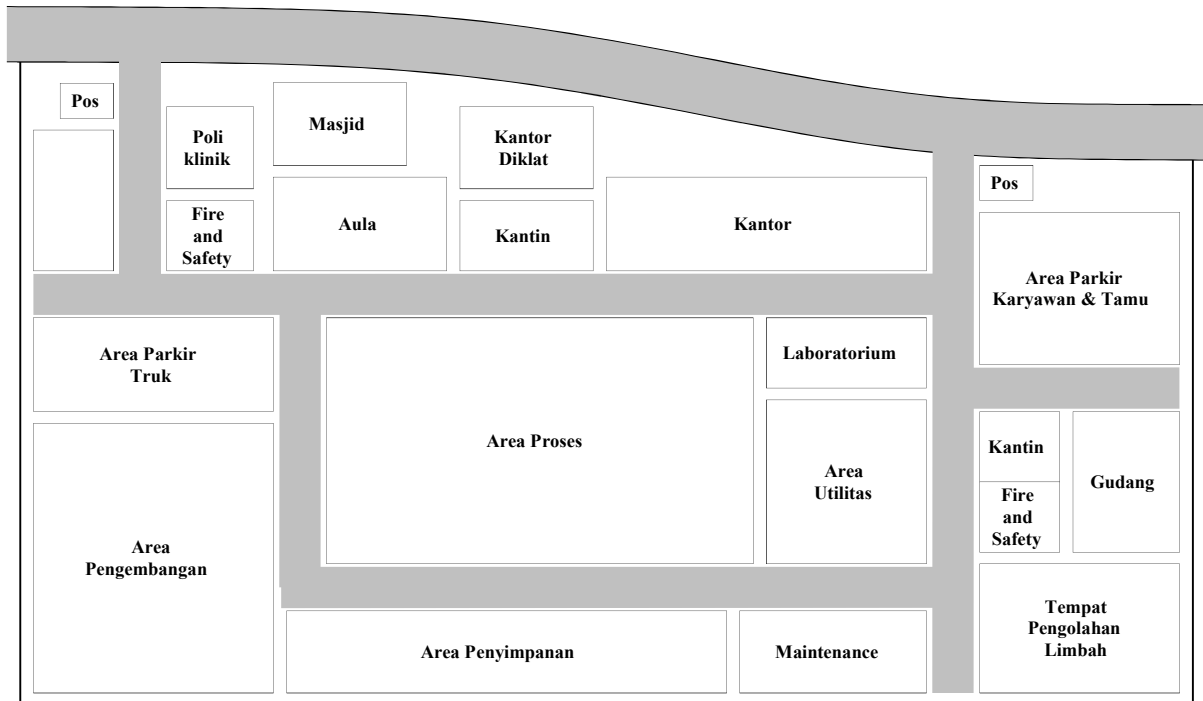 Pos
Poli
klinik
Masjid
Kantor
Diklat
Fire
and
Safety
Aula
Kantin
Kantor
Pos
Area Parkir
Karyawan & Tamu
Area Parkir
Truk
Area Proses
Laboratorium
Area
Utilitas
Kantin
Gudang
Fire
and
Safety
Area
Pengembangan
Area Penyimpanan
Maintenance
Tempat
Pengolahan
Limbah